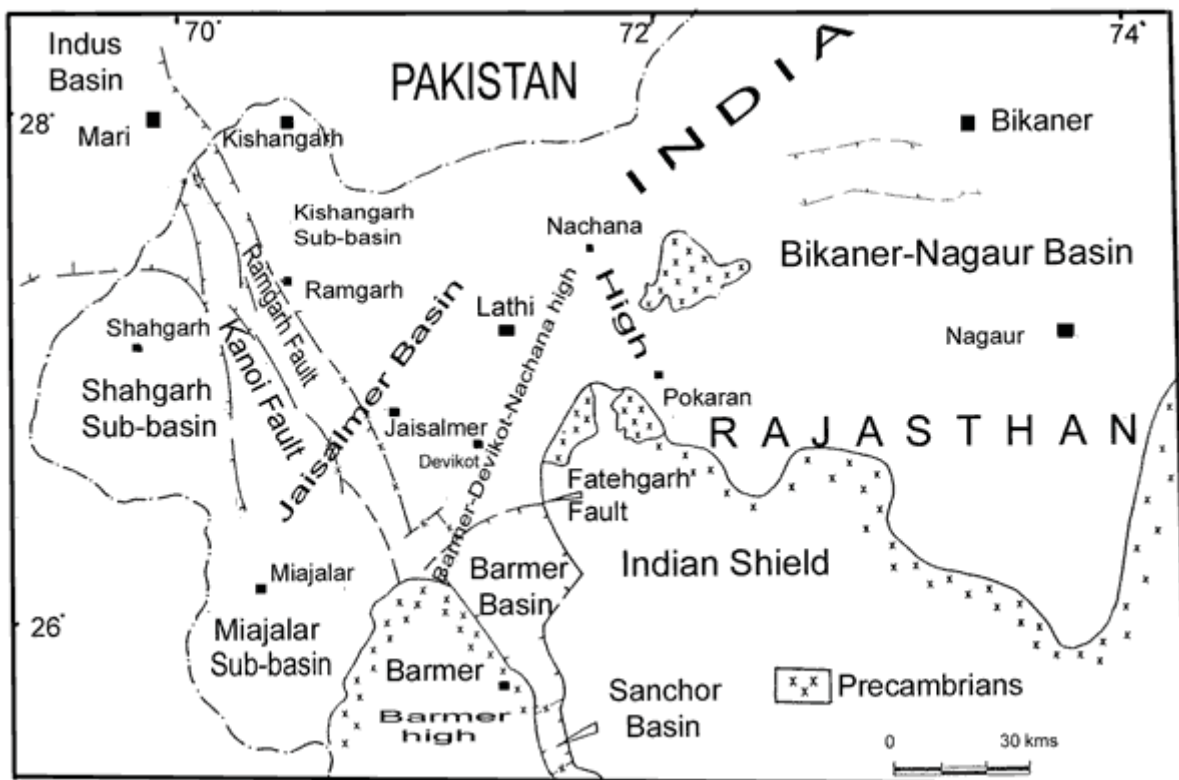 70˚
72˚
74˚
Indus
Basin
PAKISTAN
INDIA
28˚
Mari
Kishangarh
Bikaner
Kishangarh
Sub-basin
Nachana
Bikaner-Nagaur Basin
Ramgarh Fault
Ramgarh
High
Lathi
Shahgarh
Kanoi Fault
Jaisalmer Basin
Barmer-Devikot-Nachana high
Nagaur
Shahgarh
Sub-basin
Pokaran
Jaisalmer
RAJASTHAN
Devikot
Fatehgarh
Fault
Miajalar
Barmer
Basin
Indian Shield
26˚
Miajalar
Sub-basin
Barmer
Barmer
high
Sanchor
Basin
Precambrians
0 30 kms